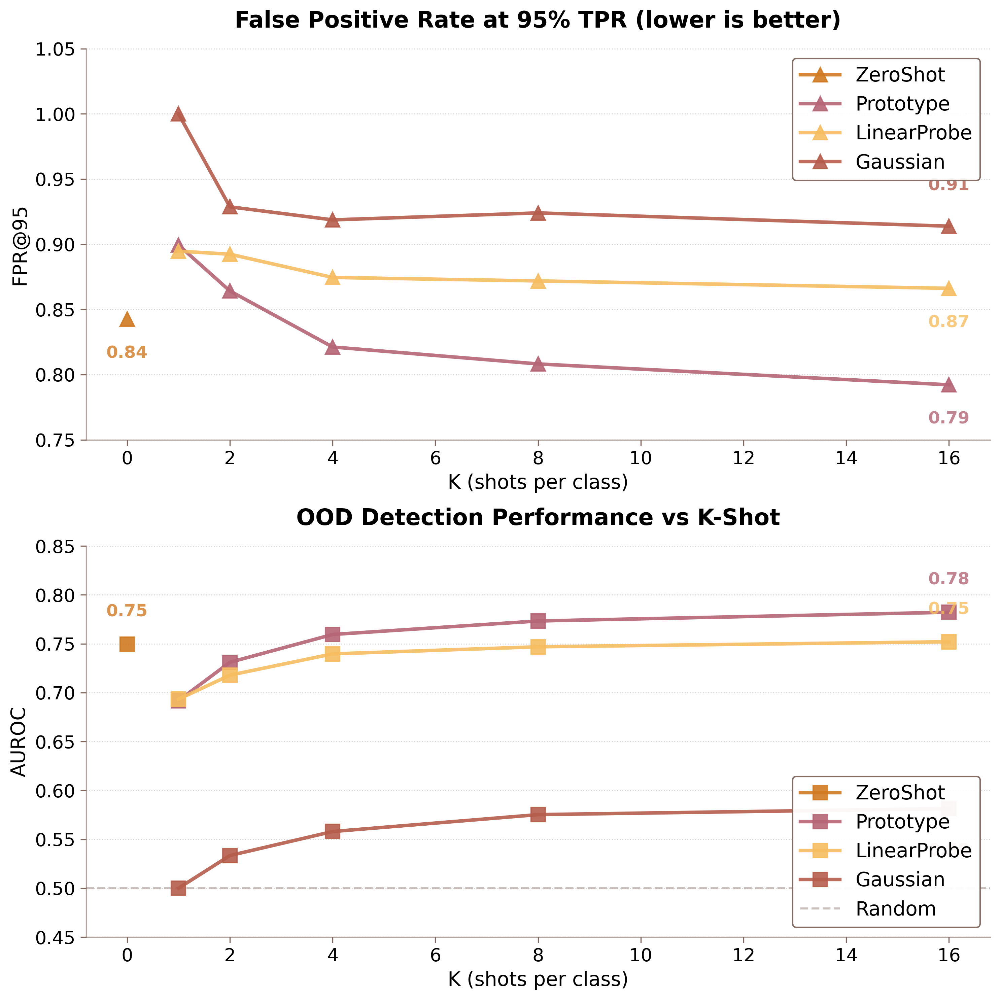 False Positive Rate at 95% TPR (lower is better)
1.05
1.00
0.95
0.90
0.85
0.80
0.75
FPR@95
ZeroShot
Prototype
LinearProbe
Gaussian
0.91
0.87
0.84
0.79
0 2 4 6 8 10 12 14 16
K (shots per class)
OOD Detection Performance vs K-Shot
0.85
0.80
0.75
0.70
0.65
0.60
0.55
0.50
0.45
AUROC
0.78
0.75
0.75
ZeroShot
Prototype
LinearProbe
Gaussian
Random
0 2 4 6 8 10 12 14 16
K (shots per class)